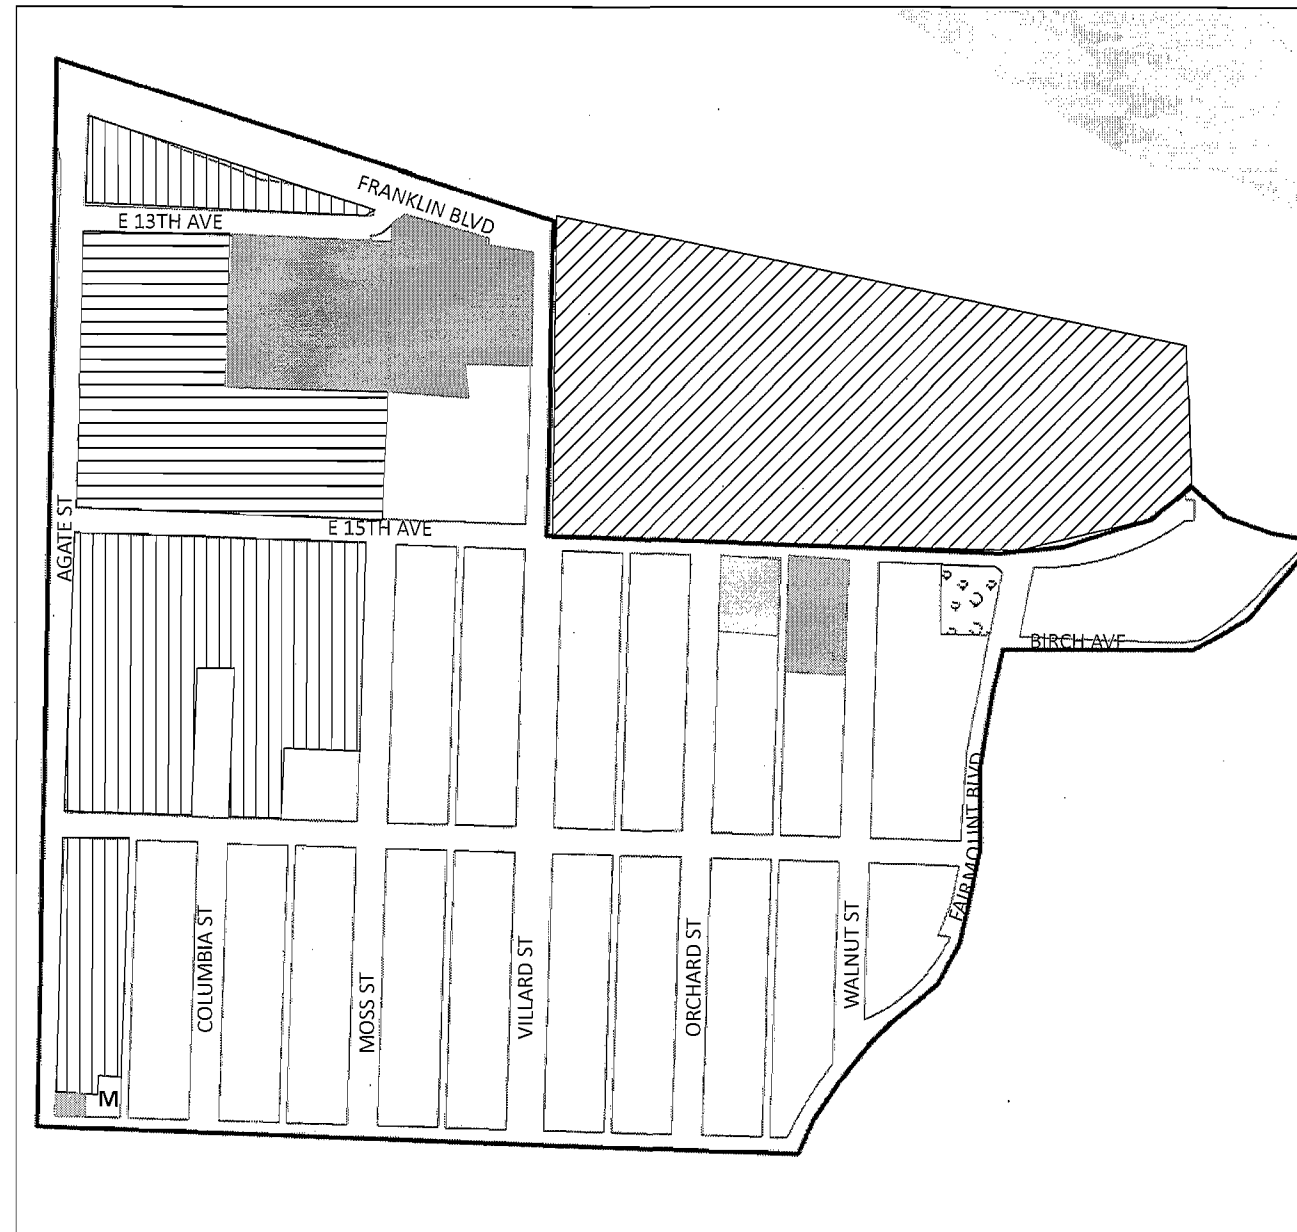 FRANKLIN BLVD
E 13TH AVE
AGATE ST
E 15TH AVE
BIRCH AVE
FAIRMOUNT BLVD
COLUMBIA ST
MOSS ST
VILLARD ST
ORCHARD ST
WALNUT ST
M